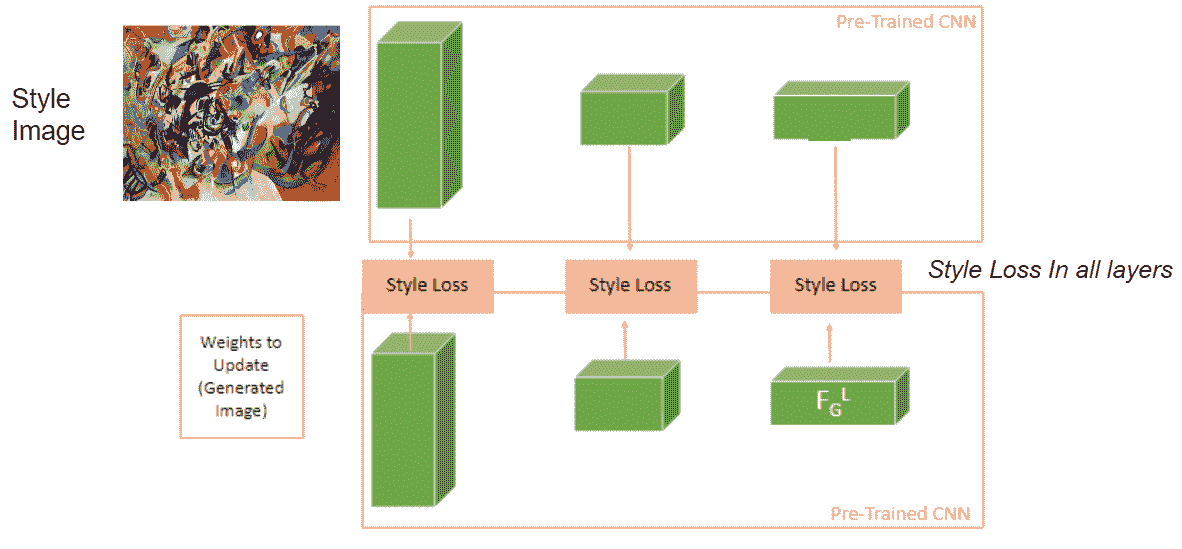 Pre-Trained CNN
Style
Image
Style Loss
Style Loss
Style Loss
Style Loss In all layers
Weights to
Update
(Generated
Image)
F_G^L
Pre-Trained CNN